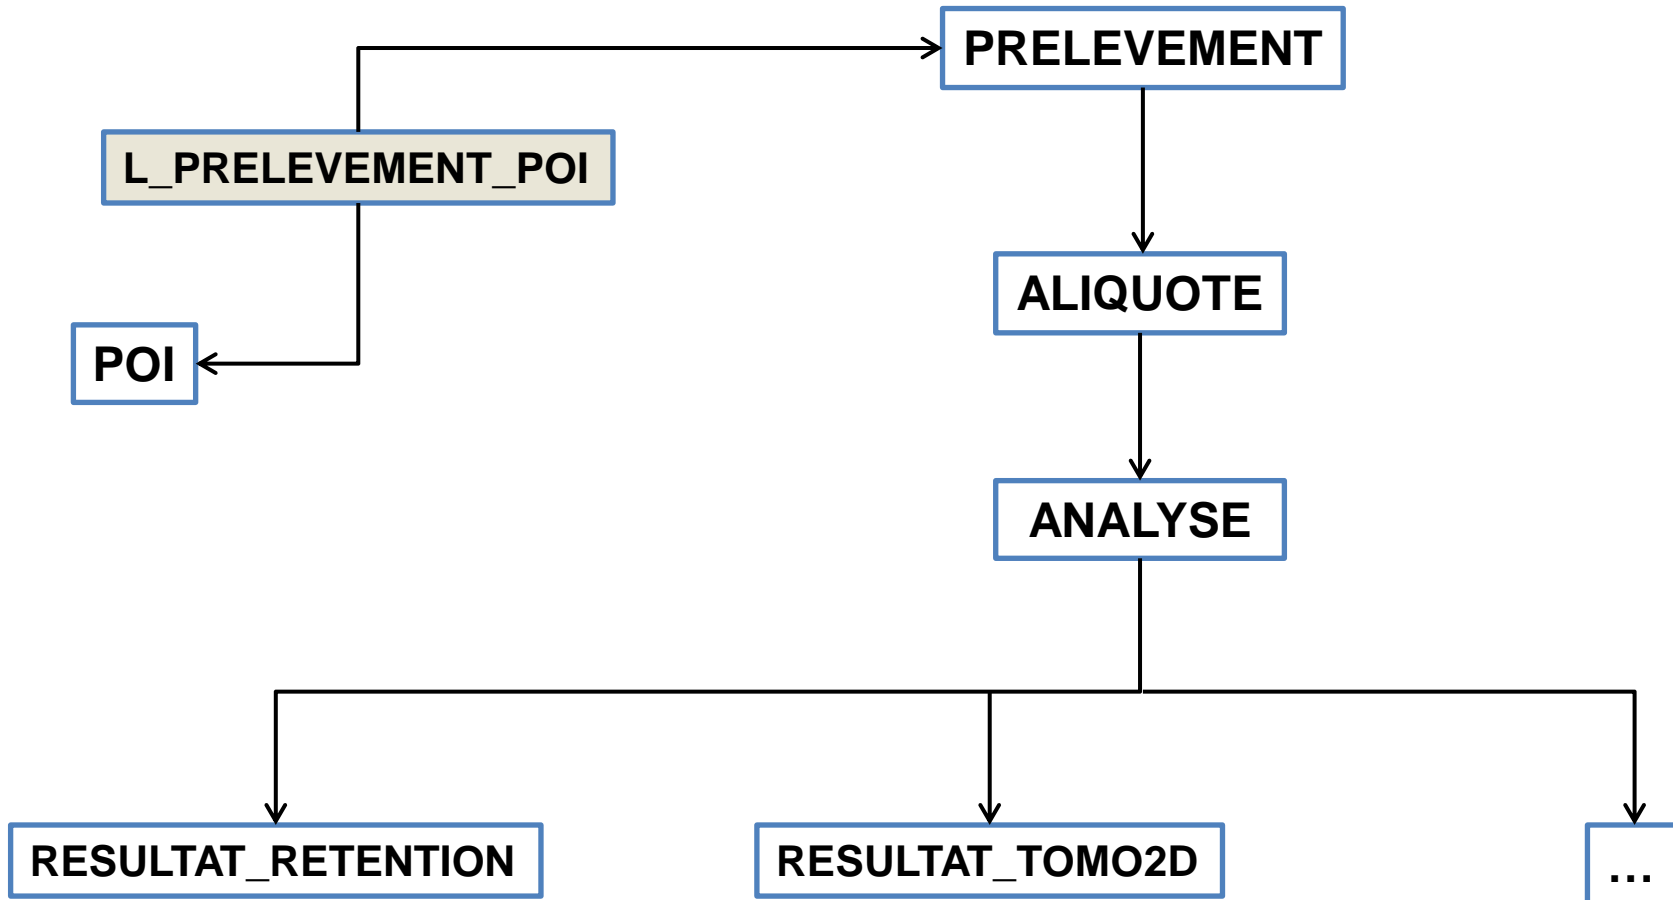 PRELEVEMENT
L_PRELEVEMENT_POI
ALIQUOTE
POI
ANALYSE
RESULTAT_RETENTION
RESULTAT_TOMO2D
...